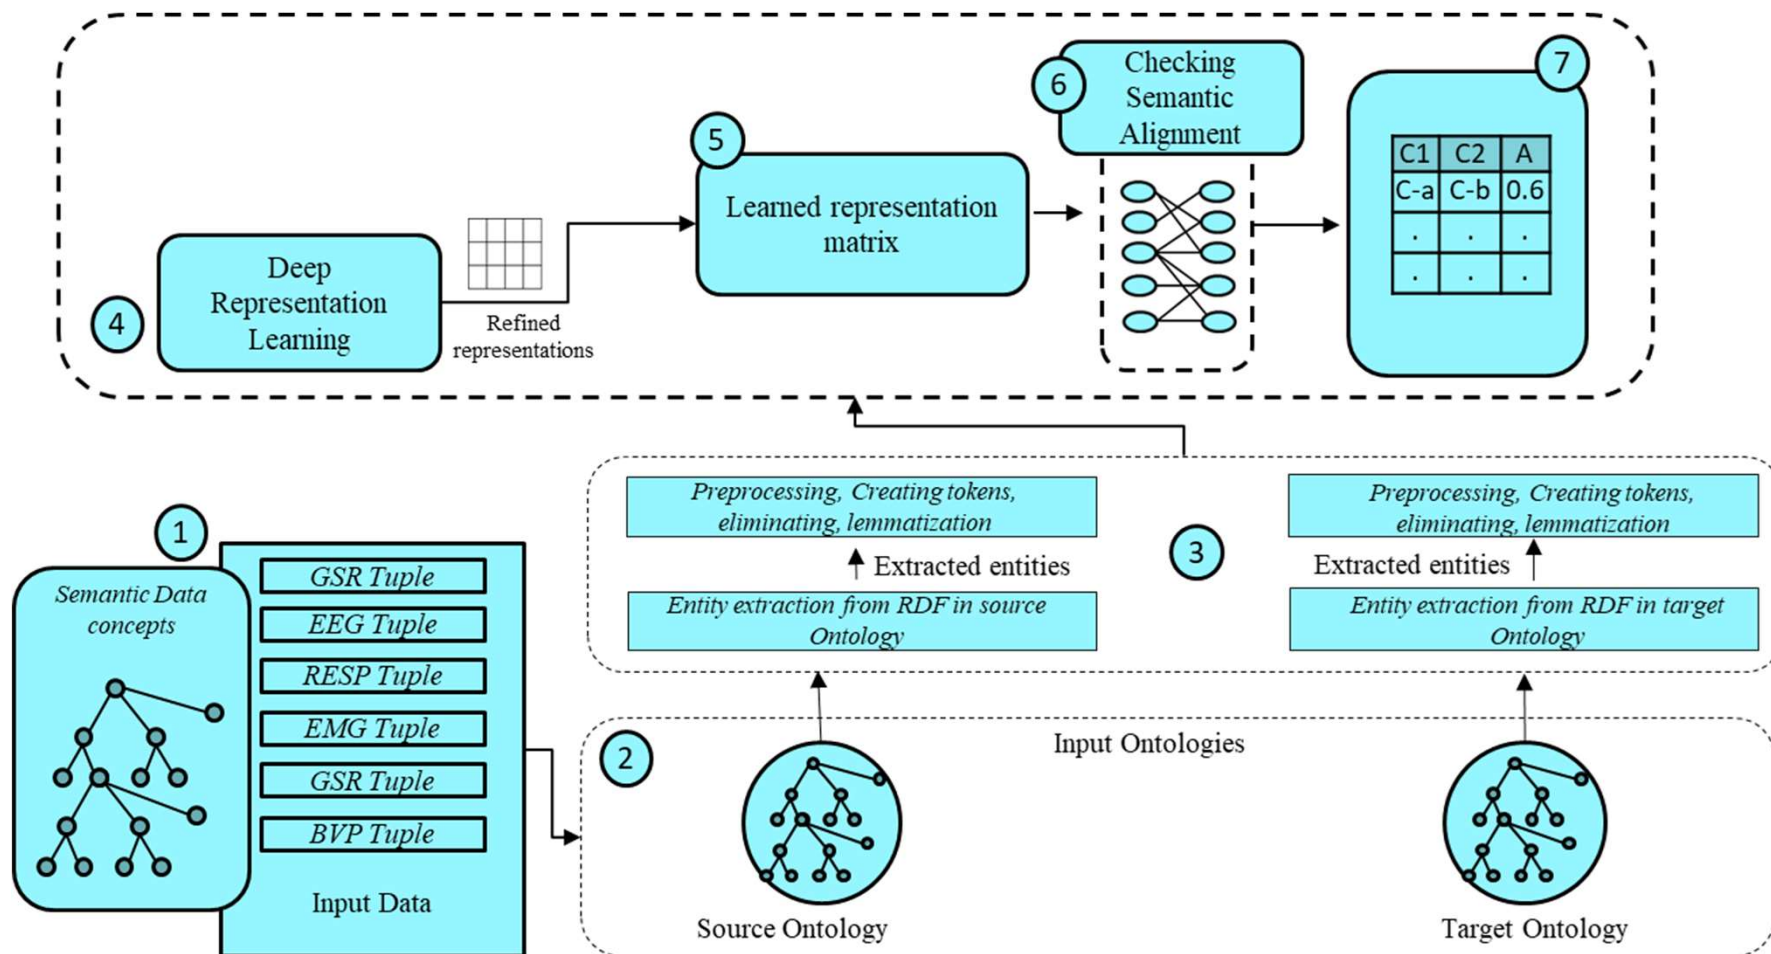 4
Deep
Representation
Learning
Refined
representations
5
Learned representation
matrix
6
Checking
Semantic
Alignment
7
C1 C2 A
C-a C-b 0.6
. . .
. . .
1
Semantic Data
concepts
GSR Tuple
EEG Tuple
RESP Tuple
EMG Tuple
GSR Tuple
BVP Tuple
Input Data
3
Preprocessing, Creating tokens,
eliminating, lemmatization
Extracted entities
Entity extraction from RDF in source
Ontology
Preprocessing, Creating tokens,
eliminating, lemmatization
Extracted entities
Entity extraction from RDF in target
Ontology
2
Input Ontologies
Source Ontology
Target Ontology